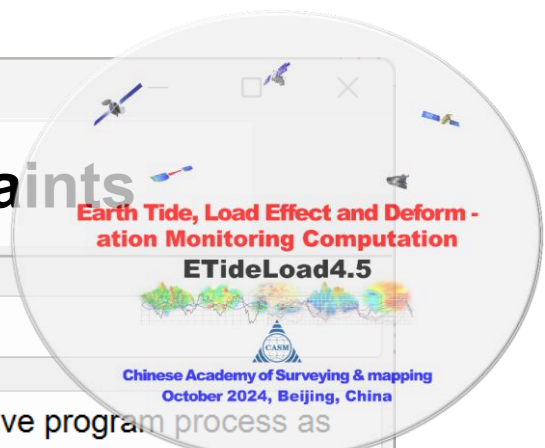 aints
Earth Tide, Load Effect and Deform -
ation Monitoring Computation
ETideLoad4.5
CASM
Chinese Academy of Surveying & mapping
October 2024, Beijing, China
ve program process as